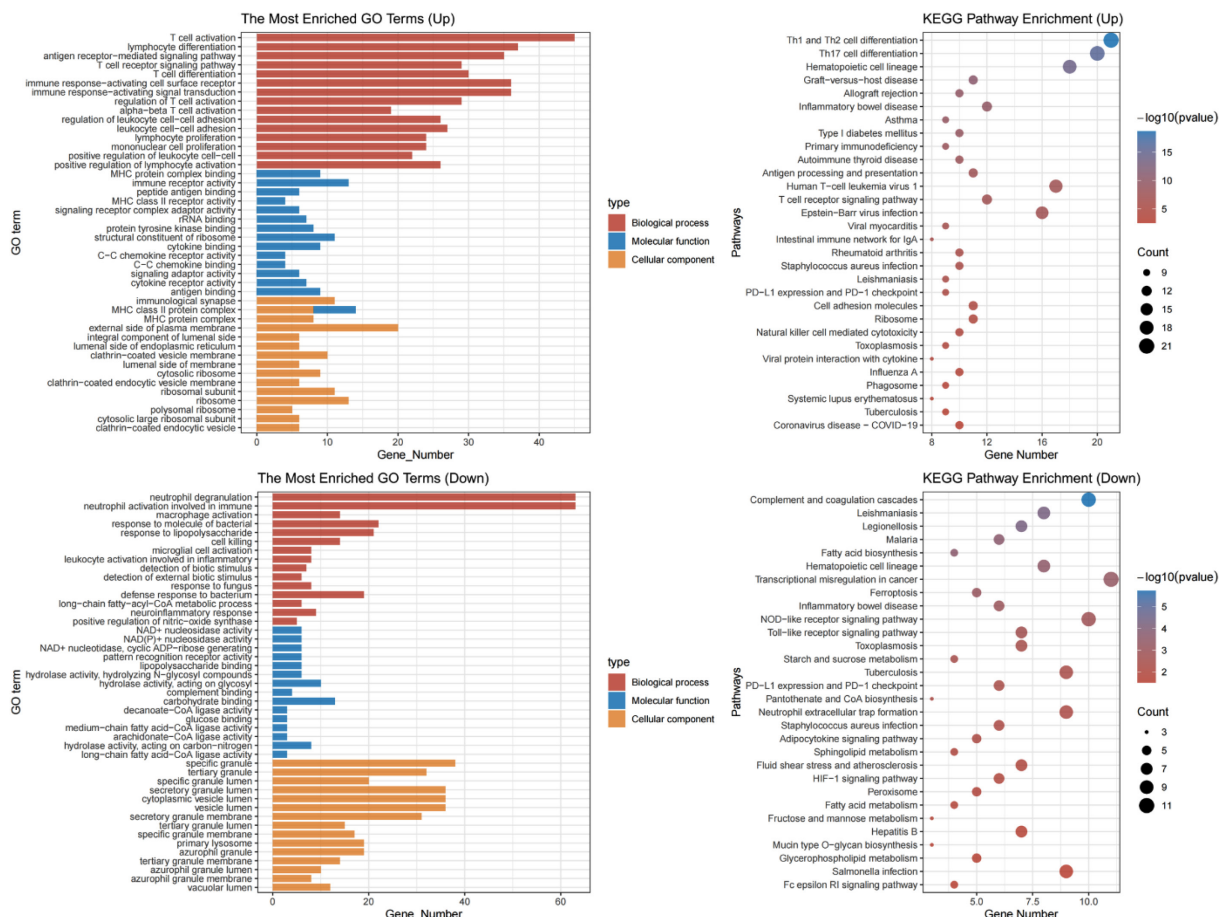 The Most Enriched GO Terms (Up)
T cell activation
lymphocyte differentiation
antigen receptor-mediated signaling pathway
T cell receptor signaling pathway
T cell differentiation
immune response-activating cell surface receptor
immune response-activating signal transduction
regulation of T cell activation
alpha-beta T cell activation
regulation of leukocyte cell-cell adhesion
leukocyte cell-cell adhesion
lymphocyte proliferation
mononuclear cell proliferation
positive regulation of leukocyte cell-cell
positive regulation of lymphocyte activation
MHC protein complex binding
immune receptor activity
peptide antigen binding
MHC class II receptor activity
signaling receptor complex adaptor activity
rRNA binding
protein tyrosine kinase binding
structural constituent of ribosome
cytokine binding
C-C chemokine receptor activity
C-C chemokine binding
signaling adaptor activity
cytokine receptor activity
antigen binding
immunological synapse
MHC class II protein complex
MHC protein complex
external side of plasma membrane
integral component of lumenal side
lumenal side of endoplasmic reticulum
clathrin-coated vesicle membrane
lumenal side of membrane
cytosolic ribosome
clathrin-coated endocytic vesicle membrane
ribosomal subunit
ribosome
polysomal ribosome
cytosolic large ribosomal subunit
clathrin-coated endocytic vesicle
GO term
0 10 20 30 40
Gene_Number
type
Biological process
Molecular function
Cellular component
KEGG Pathway Enrichment (Up)
Th1 and Th2 cell differentiation
Th17 cell differentiation
Hematopoietic cell lineage
Graft-versus-host disease
Allograft rejection
Inflammatory bowel disease
Asthma
Type I diabetes mellitus
Primary immunodeficiency
Autoimmune thyroid disease
Antigen processing and presentation
Human T-cell leukemia virus 1
T cell receptor signaling pathway
Epstein-Barr virus infection
Viral myocarditis
Intestinal immune network for IgA
Rheumatoid arthritis
Staphylococcus aureus infection
Leishmaniasis
PD-L1 expression and PD-1 checkpoint
Cell adhesion molecules
Ribosome
Natural killer cell mediated cytotoxicity
Toxoplasmosis
Viral protein interaction with cytokine
Influenza A
Phagosome
Systemic lupus erythematosus
Tuberculosis
Coronavirus disease - COVID-19
Pathways
8 12 16 20
Gene Number
-log10(pvalue)
15
10
5
Count
9
12
15
18
21
The Most Enriched GO Terms (Down)
neutrophil degranulation
neutrophil activation involved in immune
macrophage activation
response to molecule of bacterial
response to lipopolysaccharide
cell killing
microglial cell activation
leukocyte activation involved in inflammatory
detection of biotic stimulus
detection of external biotic stimulus
response to fungus
defense response to bacterium
long-chain fatty-acyl-CoA metabolic process
neuroinflammatory response
positive regulation of nitric-oxide synthase
NAD+ nucleosidase activity
NAD(P)+ nucleosidase activity
NAD+ nucleotidase, cyclic ADP-ribose generating
pattern recognition receptor activity
lipopolysaccharide binding
hydrolase activity, hydrolyzing N-glycosyl compounds
hydrolase activity, acting on glycosyl
complement binding
carbohydrate binding
decanoate-CoA ligase activity
glucose binding
medium-chain fatty acid-CoA ligase activity
arachidonate-CoA ligase activity
hydrolase activity, acting on carbon-nitrogen
long-chain fatty acid-CoA ligase activity
specific granule
tertiary granule
specific granule lumen
secretory granule lumen
cytoplasmic vesicle lumen
vesicle lumen
secretory granule membrane
tertiary granule lumen
specific granule membrane
primary lysosome
azurophil granule
tertiary granule membrane
azurophil granule lumen
azurophil granule membrane
vacuolar lumen
GO term
0 20 40 60
Gene_Number
type
Biological process
Molecular function
Cellular component
KEGG Pathway Enrichment (Down)
Complement and coagulation cascades
Leishmaniasis
Legionellosis
Malaria
Fatty acid biosynthesis
Hematopoietic cell lineage
Transcriptional misregulation in cancer
Ferroptosis
Inflammatory bowel disease
NOD-like receptor signaling pathway
Toll-like receptor signaling pathway
Toxoplasmosis
Starch and sucrose metabolism
Tuberculosis
PD-L1 expression and PD-1 checkpoint
Pantothenate and CoA biosynthesis
Neutrophil extracellular trap formation
Staphylococcus aureus infection
Adipocytokine signaling pathway
Sphingolipid metabolism
Fluid shear stress and atherosclerosis
HIF-1 signaling pathway
Peroxisome
Fatty acid metabolism
Fructose and mannose metabolism
Hepatitis B
Mucin type O-glycan biosynthesis
Glycerophospholipid metabolism
Salmonella infection
Fc epsilon RI signaling pathway
Pathways
5.0 7.5 10.0
Gene Number
-log10(pvalue)
5
4
3
2
Count
3
5
7
9
11